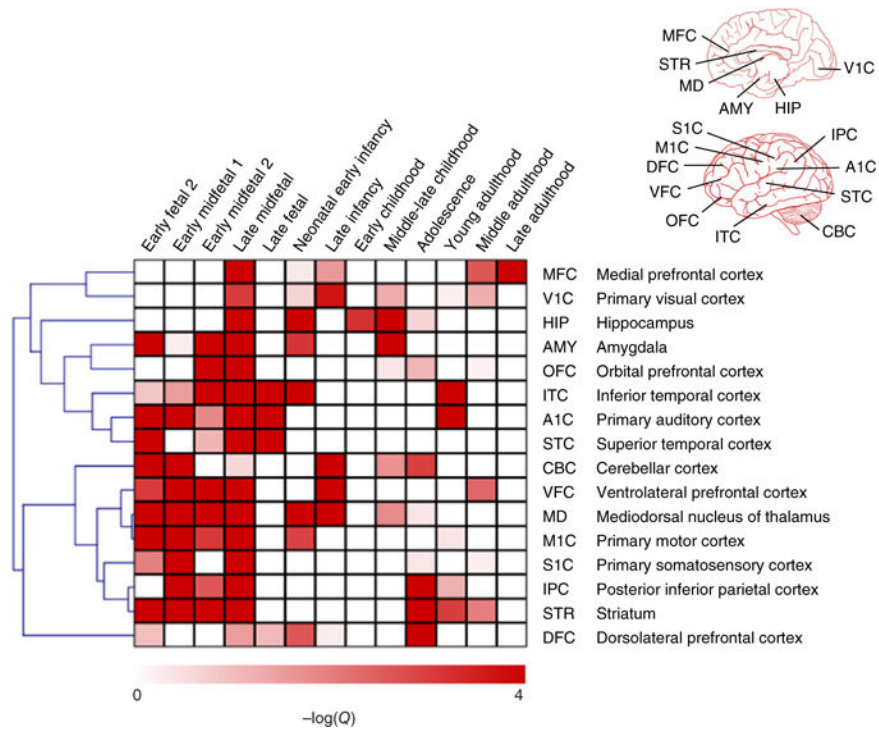 MFC
STR
MD
AMY
HIP
V1C
S1C
M1C
DFC
VFC
OFC
ITC
IPC
A1C
STC
CBC
Early fetal 2
Early midfetal 1
Early midfetal 2
Late midfetal
Late fetal
Neonatal early infancy
Late infancy
Early childhood
Middle-late childhood
Adolescence
Young adulthood
Middle adulthood
Late adulthood
MFC Medial prefrontal cortex
V1C Primary visual cortex
HIP Hippocampus
AMY Amygdala
OFC Orbital prefrontal cortex
ITC Inferior temporal cortex
A1C Primary auditory cortex
STC Superior temporal cortex
CBC Cerebellar cortex
VFC Ventrolateral prefrontal cortex
MD Mediodorsal nucleus of thalamus
M1C Primary motor cortex
S1C Primary somatosensory cortex
IPC Posterior inferior parietal cortex
STR Striatum
DFC Dorsolateral prefrontal cortex
0 4
–log(Q)